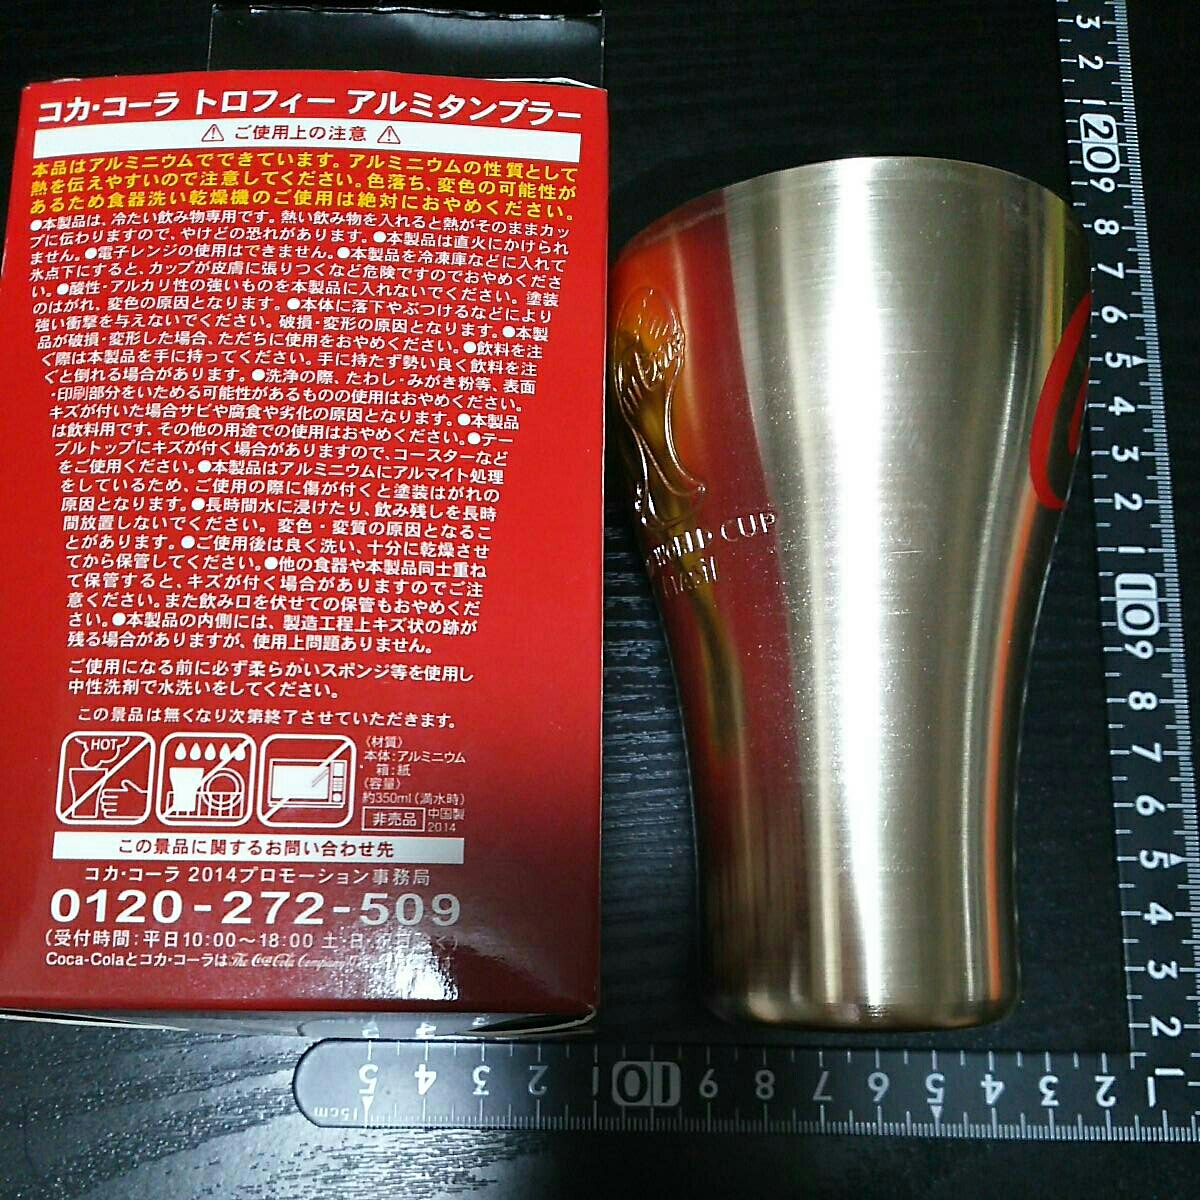 コカ・コーラ トロフィー アルミタンブラー
⚠ ご使用上の注意 ⚠
本品はアルミニウムでできています。アルミニウムの性質として
熱を伝えやすいので注意してください。色落ち、変色の可能性が
あるため食器洗い乾燥機のご使用は絶対におやめください。
●本製品は、冷たい飲み物専用です。熱い飲み物を入れると熱がそのままカッ
プに伝わりますので、やけどの恐れがあります。●本製品は直火にかけられ
ません。●電子レンジの使用はできません。●本製品を冷凍庫などに入れて
氷点下にすると、カップが皮膚に張りつくなど危険ですのでおやめくださ
い。●酸性・アルカリ性の強いものを本製品に入れないでください。塗装
のはがれ、変色の原因となります。●本体に落下やぶつけるなどにより
強い衝撃を与えないでください。破損・変形の原因となります。●本製
品が破損・変形した場合、ただちに使用をおやめください。●飲料を注
ぐ際は本製品を手に持ってください。手に持たず勢い良く飲料を注
ぐと倒れる場合があります。●洗浄の際、たわし・みがき粉等、表面
・印刷部分をいためる可能性があるもの使用はおやめください。
キズが付いた場合サビや腐食や劣化の原因となります。●本製品
は飲料用です、その他の用途での使用はおやめください。●テー
ブルトップにキズが付く場合がありますので、コースターなど
をご使用ください。●本製品はアルミニウムにアルマイト処理
をしているため、ご使用の際に傷が付くと塗装はがれの
原因となります。●長時間水に浸けたり、飲み残しを長時
間放置しないでください。変色・変質の原因となるこ
とがあります。●ご使用後は良く洗い、十分に乾燥させ
てから保管してください。●他の食器や本製品同士重ね
て保管すると、キズが付く場合がありますのでご注
意ください。また飲み口を伏せての保管もおやめくだ
さい。●本製品の内側には、製造工程上キズ状の跡が
残る場合がありますが、使用上問題ありません。
ご使用になる前に必ず柔らかいスポンジ等を使用し
中性洗剤で水洗いをしてください。
この景品は無くなり次第終了させていただきます。
HOT
〈材質〉
本体:アルミニウム
箱:紙
〈容量〉
約350ml(満水時)
非売品 中国製
2014
この景品に関するお問い合わせ先
コカ・コーラ 2014プロモーション事務局
0120-272-509
(受付時間:平日10:00〜18:00 土・日・祝日除く)
Coca-Colaとコカ・コーラは The Coca-Cola Company
WORLD CUP
3 2 1 20 9 8 7 6 5 4 3 2 1 10 9 8 7 6 5 4 3 2 1
15cm 5 4 3 2 1 10 9 8 7 6 5 4 3 2